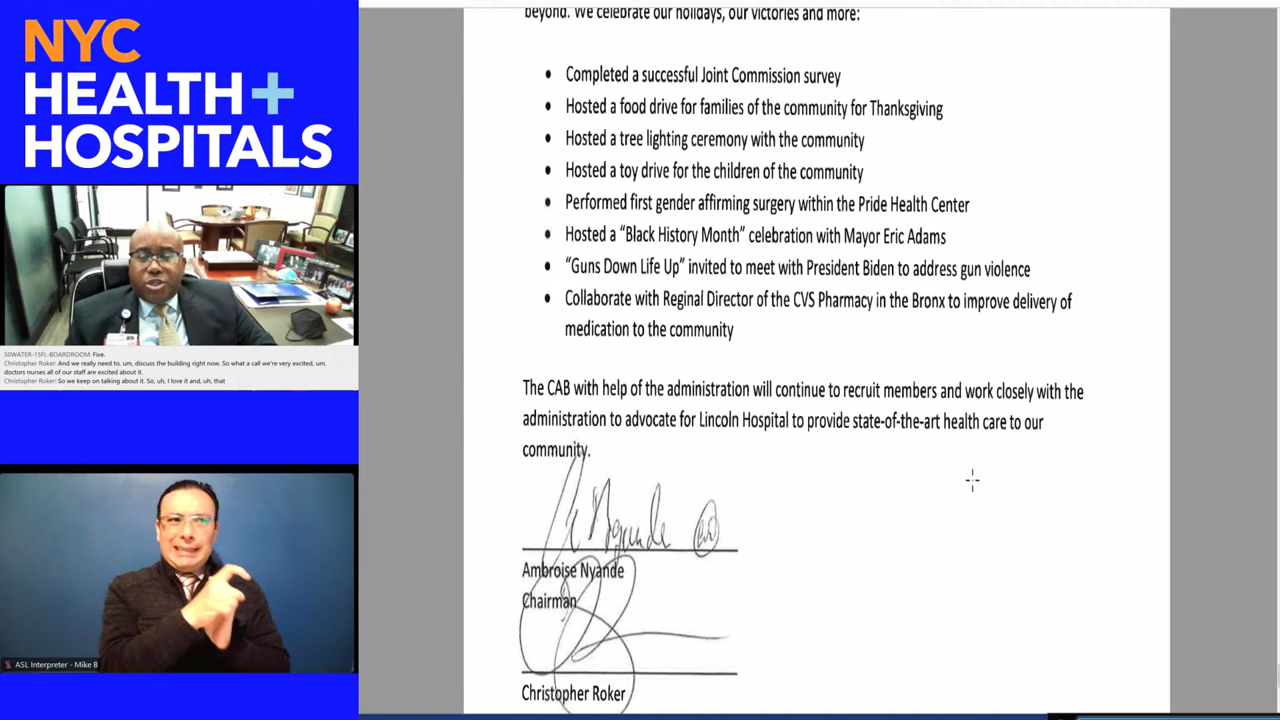 NYC
HEALTH+
HOSPITALS
50WATER-15FL-BOARDROOM: Five.
Christopher Roker: And we really need to, um, discuss the building right now. So what a call we're very excited, um,
doctors nurses all of our staff are excited about it.
Christopher Roker: So we keep on talking about it. So, uh, I love it and, uh, that
ASL Interpreter - Mike B
beyond. We celebrate our holidays, our victories and more:
• Completed a successful Joint Commission survey
• Hosted a food drive for families of the community for Thanksgiving
• Hosted a tree lighting ceremony with the community
• Hosted a toy drive for the children of the community
• Performed first gender affirming surgery within the Pride Health Center
• Hosted a “Black History Month” celebration with Mayor Eric Adams
• “Guns Down Life Up” invited to meet with President Biden to address gun violence
• Collaborate with Reginal Director of the CVS Pharmacy in the Bronx to improve delivery of
medication to the community
The CAB with help of the administration will continue to recruit members and work closely with the
administration to advocate for Lincoln Hospital to provide state-of-the-art health care to our
community.
Ambroise Nyande
Chairman
Christopher Roker